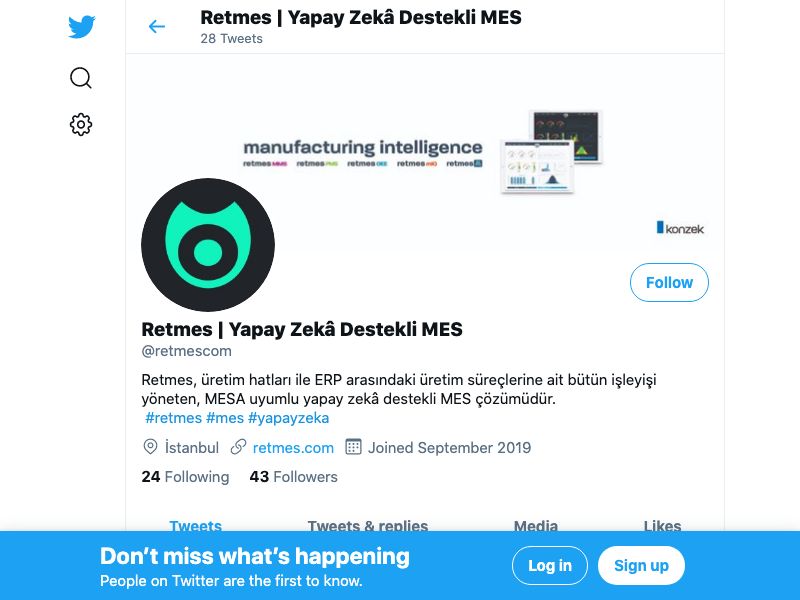 Retmes | Yapay Zekâ Destekli MES
28 Tweets
manufacturing intelligence
retmes MMS retmes PMS retmes OEE retmes mIQ retmes
konzek
Follow
Retmes | Yapay Zekâ Destekli MES
@retmescom
Retmes, üretim hatları ile ERP arasındaki üretim süreçlerine ait bütün işleyişi
yöneten, MESA uyumlu yapay zekâ destekli MES çözümüdür.
#retmes #mes #yapayzeka
İstanbul retmes.com Joined September 2019
24 Following 43 Followers
Tweets Tweets & replies Media Likes
Don't miss what's happening
People on Twitter are the first to know.
Log in Sign up